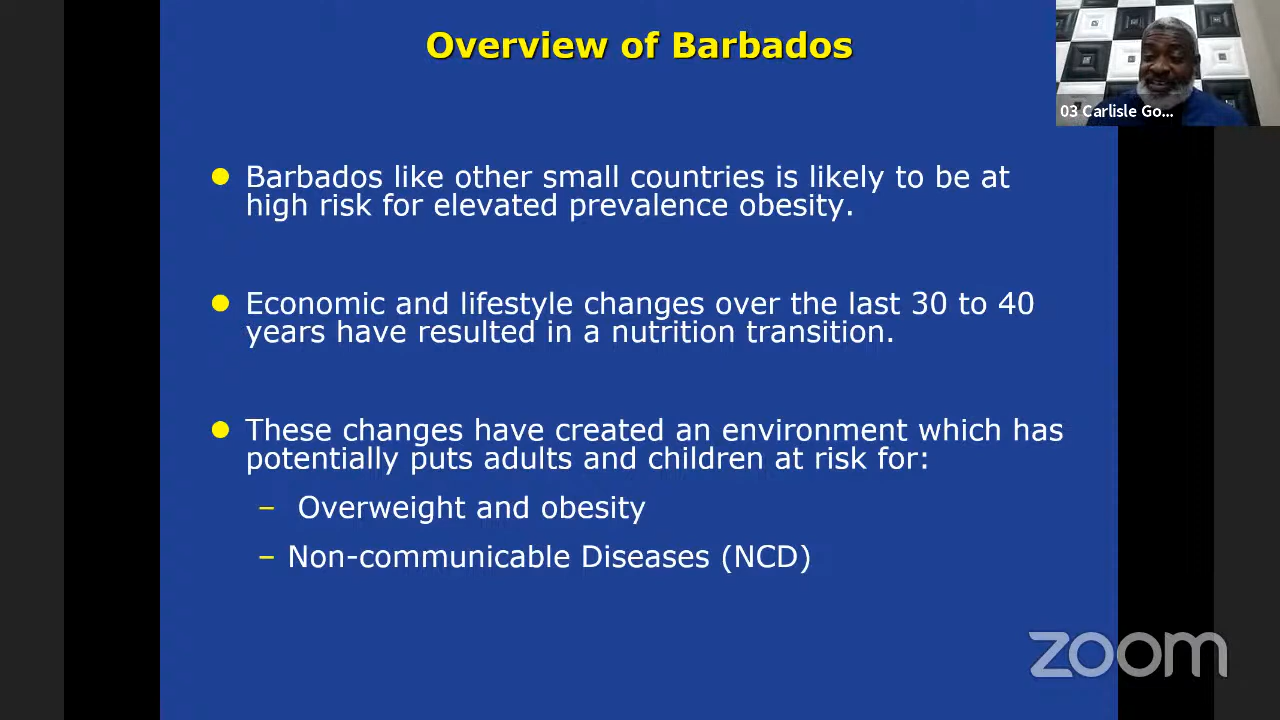 Overview of Barbados
03 Carlisle Go...
Barbados like other small countries is likely to be at
high risk for elevated prevalence obesity.
Economic and lifestyle changes over the last 30 to 40
years have resulted in a nutrition transition.
These changes have created an environment which has
potentially puts adults and children at risk for:
– Overweight and obesity
– Non-communicable Diseases (NCD)
zoom